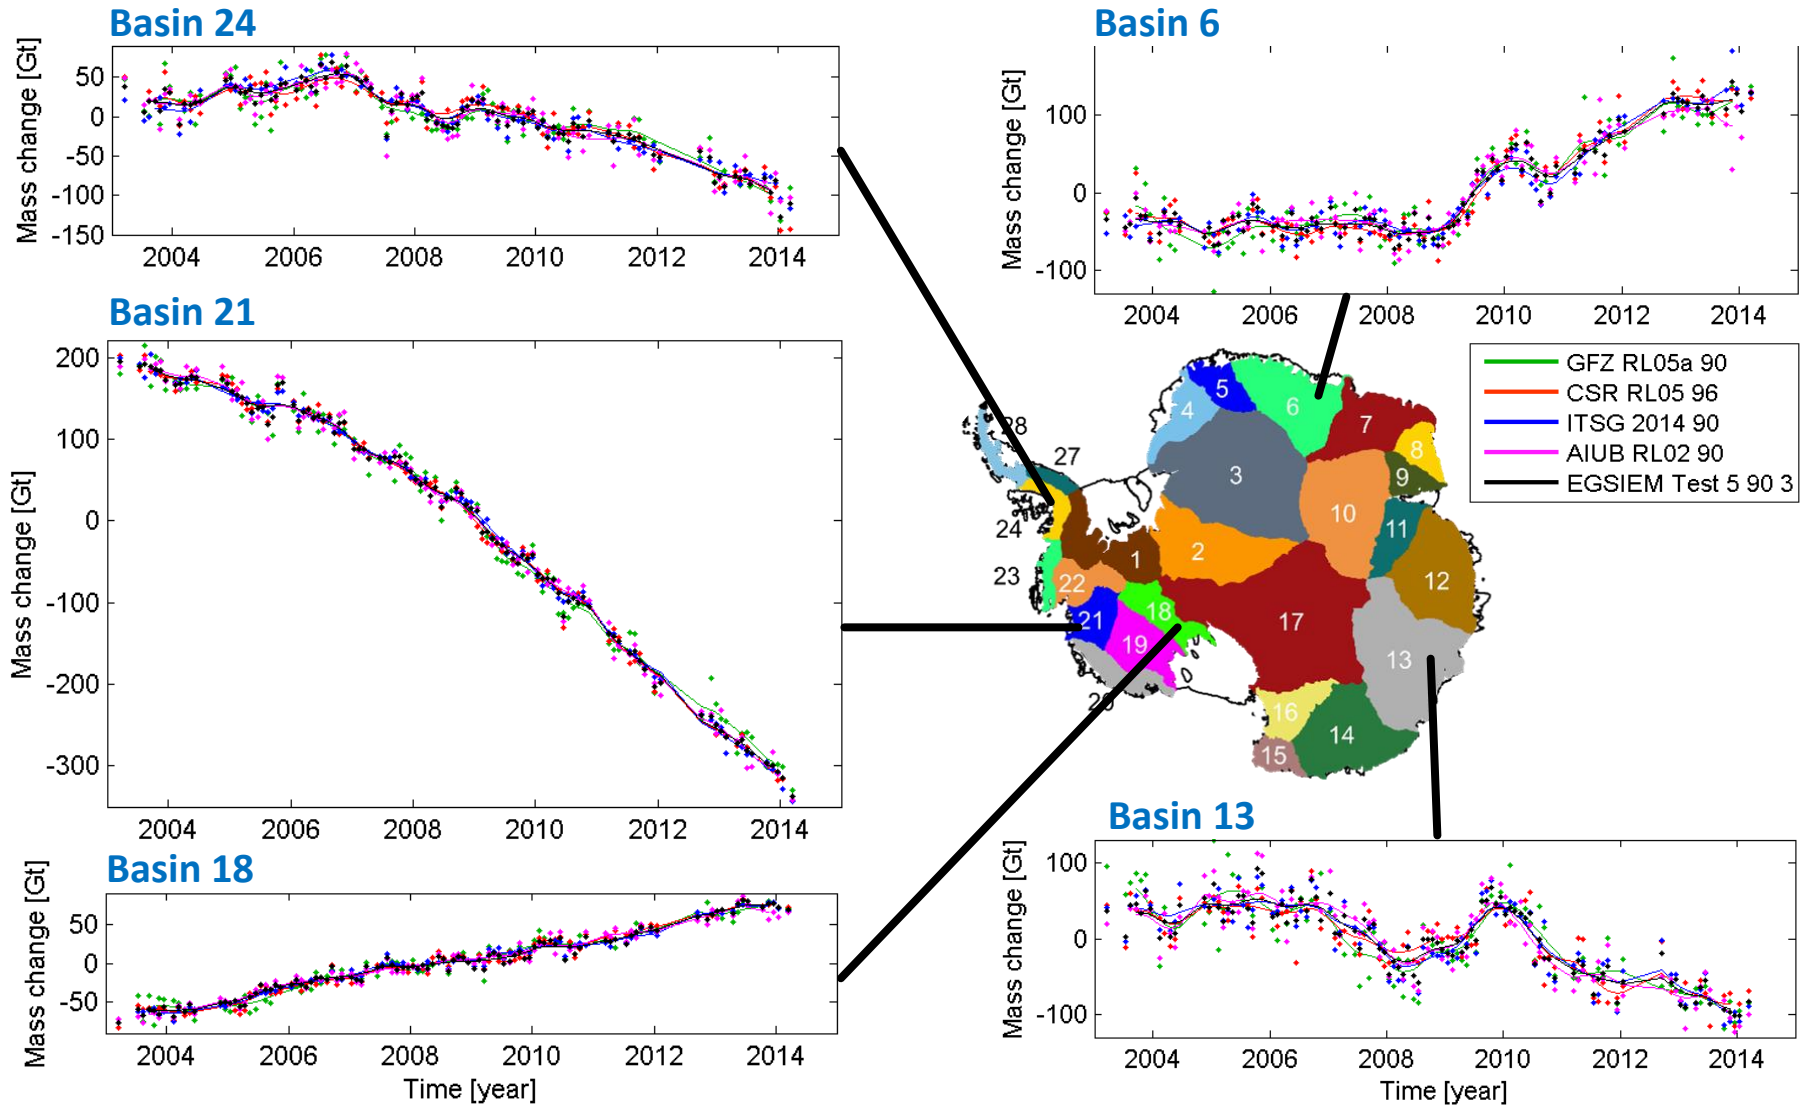 Basin 24
Mass change [Gt]
50
0
-50
-100
-150
2004 2006 2008 2010 2012 2014
Basin 21
Mass change [Gt]
200
100
0
-100
-200
-300
2004 2006 2008 2010 2012 2014
Basin 18
Mass change [Gt]
50
0
-50
2004 2006 2008 2010 2012 2014
Time [year]
Basin 6
Mass change [Gt]
100
0
-100
2004 2006 2008 2010 2012 2014
GFZ RL05a 90
CSR RL05 96
ITSG 2014 90
AIUB RL02 90
EGSIEM Test 5 90 3
5
4
6
7
28
8
27
3
9
10
24
11
1
2
23
22
12
18
21
17
19
13
20
16
14
15
Basin 13
Mass change [Gt]
100
0
-100
2004 2006 2008 2010 2012 2014
Time [year]